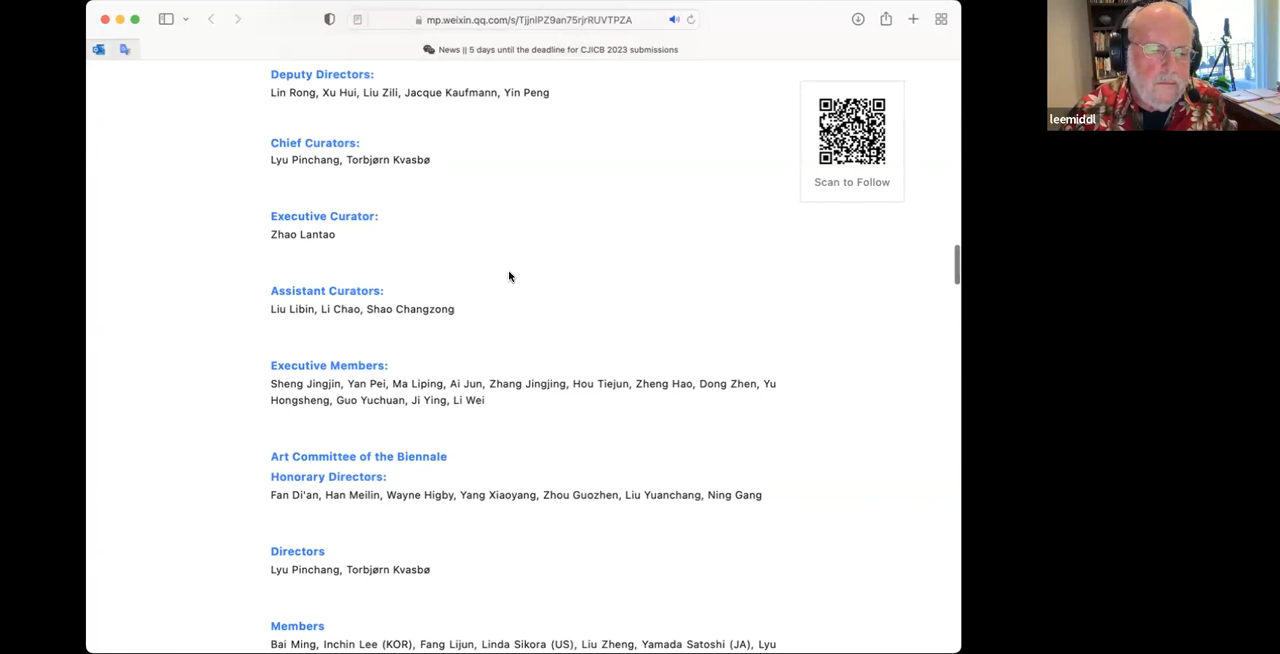 mp.weixin.qq.com/s/TjjnlPZ9an75rjrRUVTPZA
News || 5 days until the deadline for CJICB 2023 submissions
leemiddl
Deputy Directors:
Lin Rong, Xu Hui, Liu Zili, Jacque Kaufmann, Yin Peng
Scan to Follow
Chief Curators:
Lyu Pinchang, Torbjørn Kvasbø
Executive Curator:
Zhao Lantao
Assistant Curators:
Liu Libin, Li Chao, Shao Changzong
Executive Members:
Sheng Jingjin, Yan Pei, Ma Liping, Ai Jun, Zhang Jingjing, Hou Tiejun, Zheng Hao, Dong Zhen, Yu
Hongsheng, Guo Yuchuan, Ji Ying, Li Wei
Art Committee of the Biennale
Honorary Directors:
Fan Di'an, Han Meilin, Wayne Higby, Yang Xiaoyang, Zhou Guozhen, Liu Yuanchang, Ning Gang
Directors
Lyu Pinchang, Torbjørn Kvasbø
Members
Bai Ming, Inchin Lee (KOR), Fang Lijun, Linda Sikora (US), Liu Zheng, Yamada Satoshi (JA), Lyu